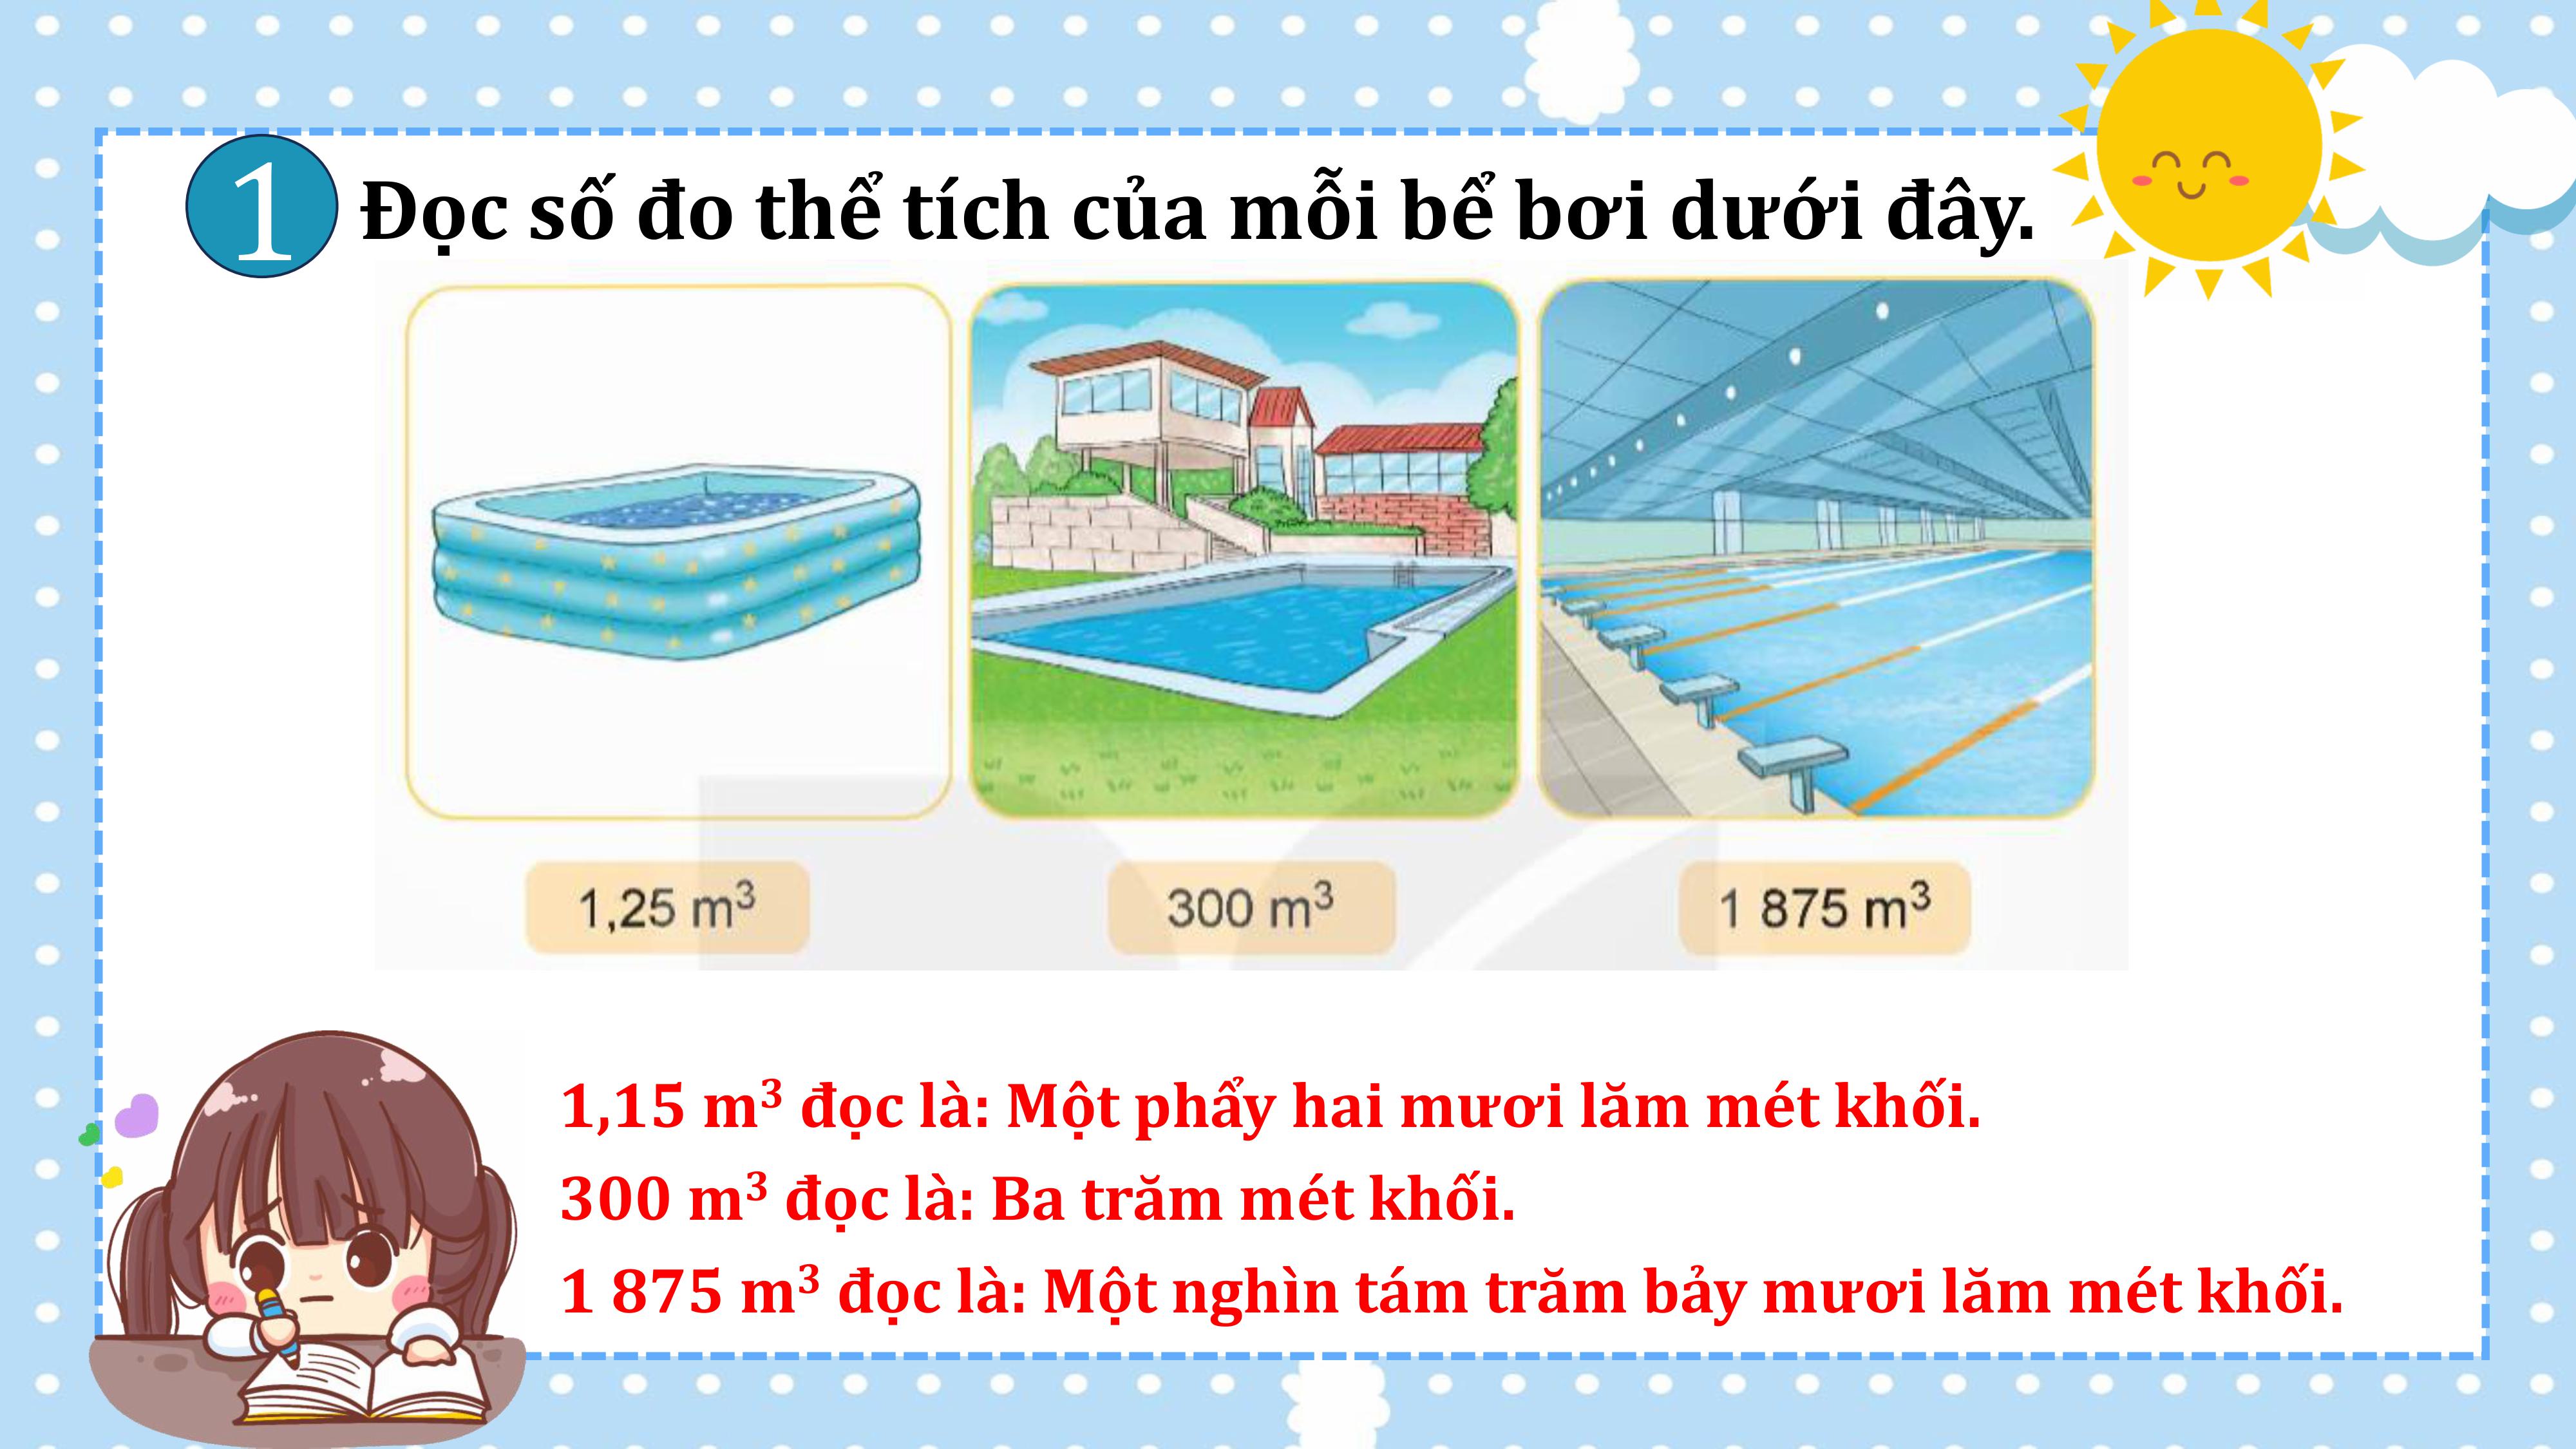 1 Đọc số đo thể tích của mỗi bể bơi dưới đây.
1,25 m³ 300 m³ 1 875 m³
1,15 m³ đọc là: Một phẩy hai mươi lăm mét khối.
300 m³ đọc là: Ba trăm mét khối.
1 875 m³ đọc là: Một nghìn tám trăm bảy mươi lăm mét khối.